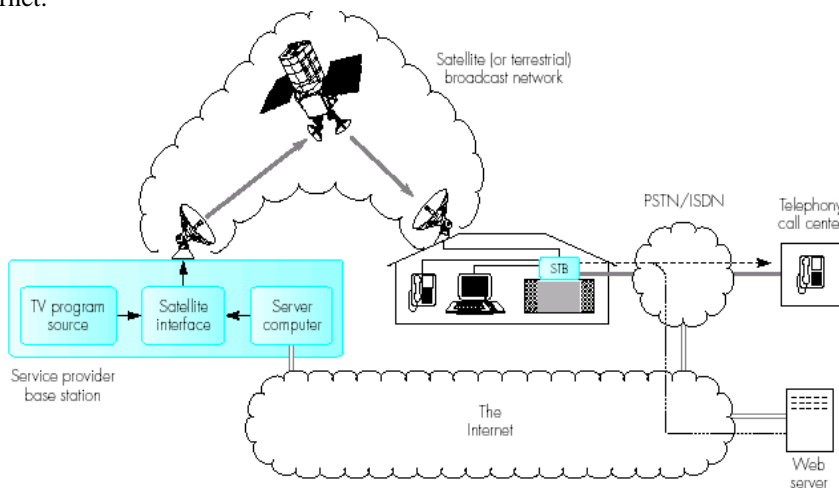 rnet.
Satellite (or terrestrial)
broadcast network
PSTN/ISDN
Telephony
call center
STB
TV program
source
Satellite
interface
Server
computer
Service provider
base station
The
Internet
Web
server